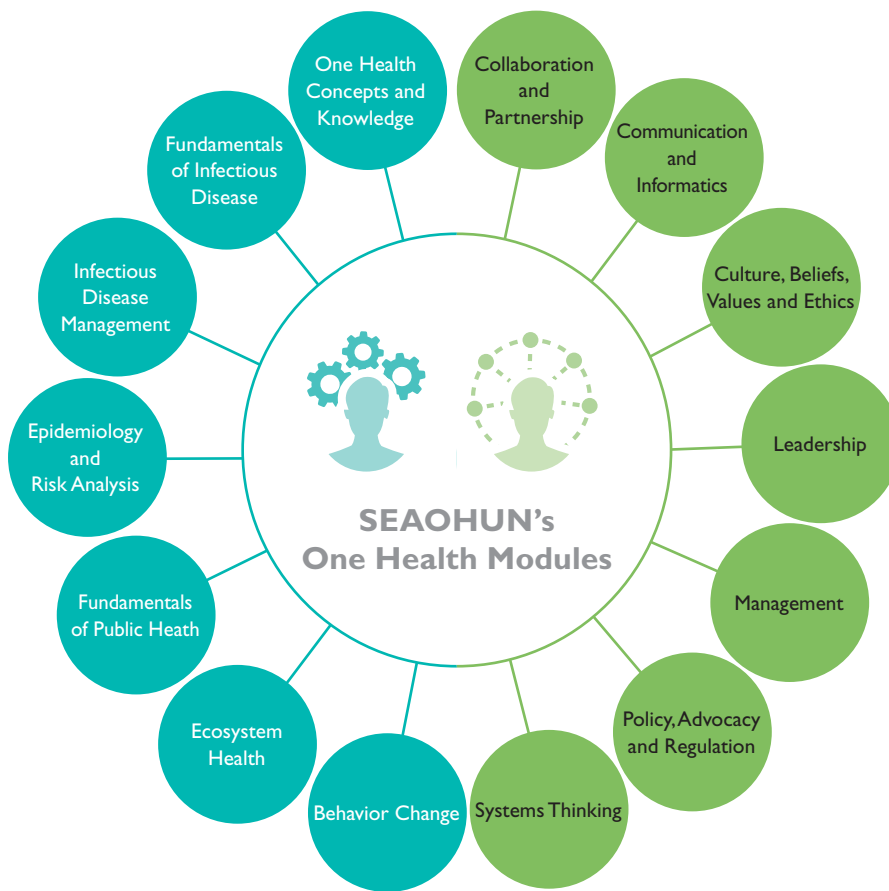 One Health
Concepts and
Knowledge
Collaboration
and
Partnership
Communication
and
Informatics
Culture, Beliefs,
Values and Ethics
Leadership
Management
Policy, Advocacy
and Regulation
Systems Thinking
Behavior Change
Ecosystem
Health
Fundamentals
of Public Heath
Epidemiology
and
Risk Analysis
Infectious
Disease
Management
Fundamentals
of Infectious
Disease
SEAOHUN's
One Health Modules